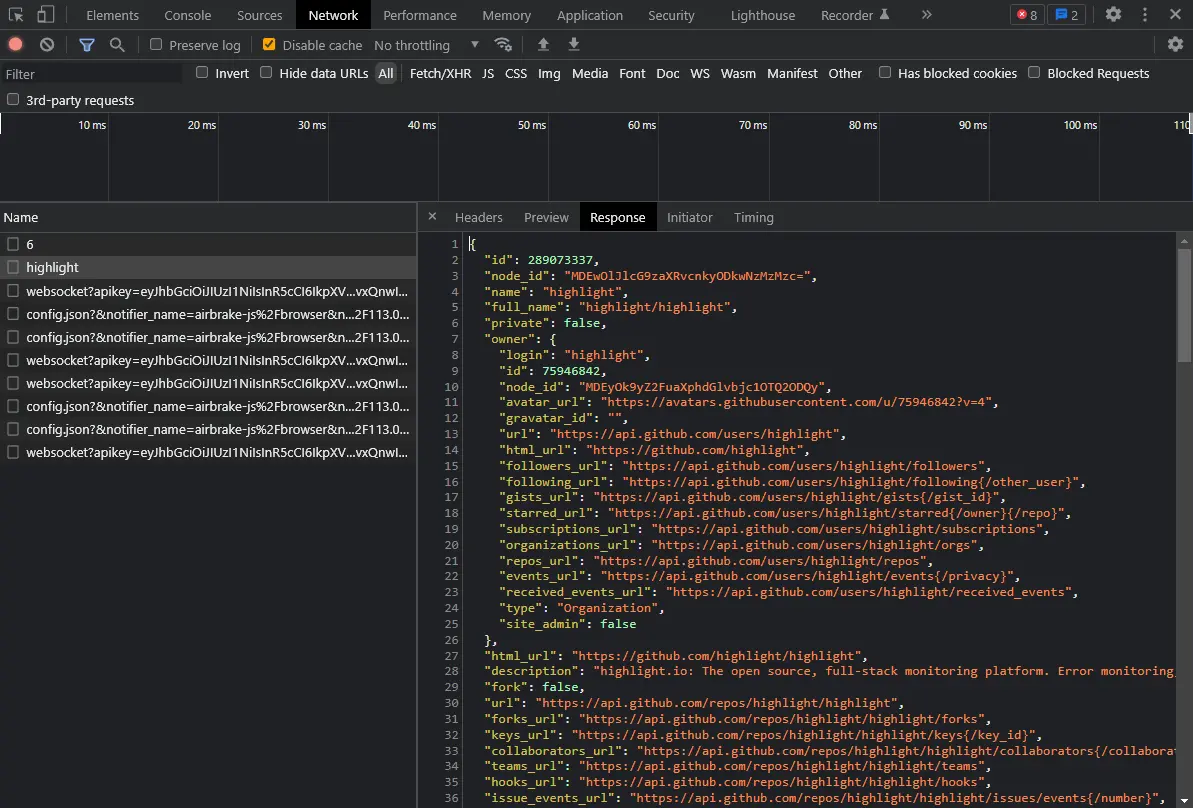 Elements Console Sources Network Performance Memory Application Security Lighthouse Recorder 8 2
Preserve log Disable cache No throttling
Filter Invert Hide data URLs All Fetch/XHR JS CSS Img Media Font Doc WS Wasm Manifest Other Has blocked cookies Blocked Requests
3rd-party requests
10 ms 20 ms 30 ms 40 ms 50 ms 60 ms 70 ms 80 ms 90 ms 100 ms 110
Name
6
highlight
websocket?apikey=eyJhbGciOiJIUzI1NiIsInR5cCI6IkpXV...vxQnwI...
config.json?&notifier_name=airbrake-js%2Fbrowser&n...2F113.0...
config.json?&notifier_name=airbrake-js%2Fbrowser&n...2F113.0...
websocket?apikey=eyJhbGciOiJIUzI1NiIsInR5cCI6IkpXV...vxQnwI...
websocket?apikey=eyJhbGciOiJIUzI1NiIsInR5cCI6IkpXV...vxQnwI...
config.json?&notifier_name=airbrake-js%2Fbrowser&n...2F113.0...
config.json?&notifier_name=airbrake-js%2Fbrowser&n...2F113.0...
websocket?apikey=eyJhbGciOiJIUzI1NiIsInR5cCI6IkpXV...vxQnwI...
Headers Preview Response Initiator Timing
1 {
2 "id": 289073337,
3 "node_id": "MDEwOlJlcG9zaXRvcnkyODkwNzMzMzc=",
4 "name": "highlight",
5 "full_name": "highlight/highlight",
6 "private": false,
7 "owner": {
8 "login": "highlight",
9 "id": 75946842,
10 "node_id": "MDEyOk9yZ2FuaXphdGlvbjc1OTQ2ODQy",
11 "avatar_url": "https://avatars.githubusercontent.com/u/75946842?v=4",
12 "gravatar_id": "",
13 "url": "https://api.github.com/users/highlight",
14 "html_url": "https://github.com/highlight",
15 "followers_url": "https://api.github.com/users/highlight/followers",
16 "following_url": "https://api.github.com/users/highlight/following{/other_user}",
17 "gists_url": "https://api.github.com/users/highlight/gists{/gist_id}",
18 "starred_url": "https://api.github.com/users/highlight/starred{/owner}{/repo}",
19 "subscriptions_url": "https://api.github.com/users/highlight/subscriptions",
20 "organizations_url": "https://api.github.com/users/highlight/orgs",
21 "repos_url": "https://api.github.com/users/highlight/repos",
22 "events_url": "https://api.github.com/users/highlight/events{/privacy}",
23 "received_events_url": "https://api.github.com/users/highlight/received_events",
24 "type": "Organization",
25 "site_admin": false
26 },
27 "html_url": "https://github.com/highlight/highlight",
28 "description": "highlight.io: The open source, full-stack monitoring platform. Error monitoring,
29 "fork": false,
30 "url": "https://api.github.com/repos/highlight/highlight",
31 "forks_url": "https://api.github.com/repos/highlight/highlight/forks",
32 "keys_url": "https://api.github.com/repos/highlight/highlight/keys{/key_id}",
33 "collaborators_url": "https://api.github.com/repos/highlight/highlight/collaborators{/collaborat
34 "teams_url": "https://api.github.com/repos/highlight/highlight/teams",
35 "hooks_url": "https://api.github.com/repos/highlight/highlight/hooks",
36 "issue_events_url": "https://api.github.com/repos/highlight/highlight/issues/events{/number}",